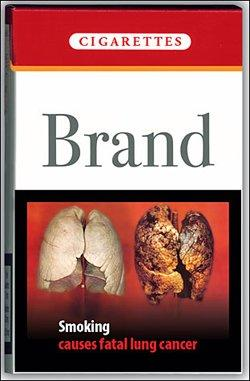 CIGARETTES
Brand
Smoking
causes fatal lung cancer